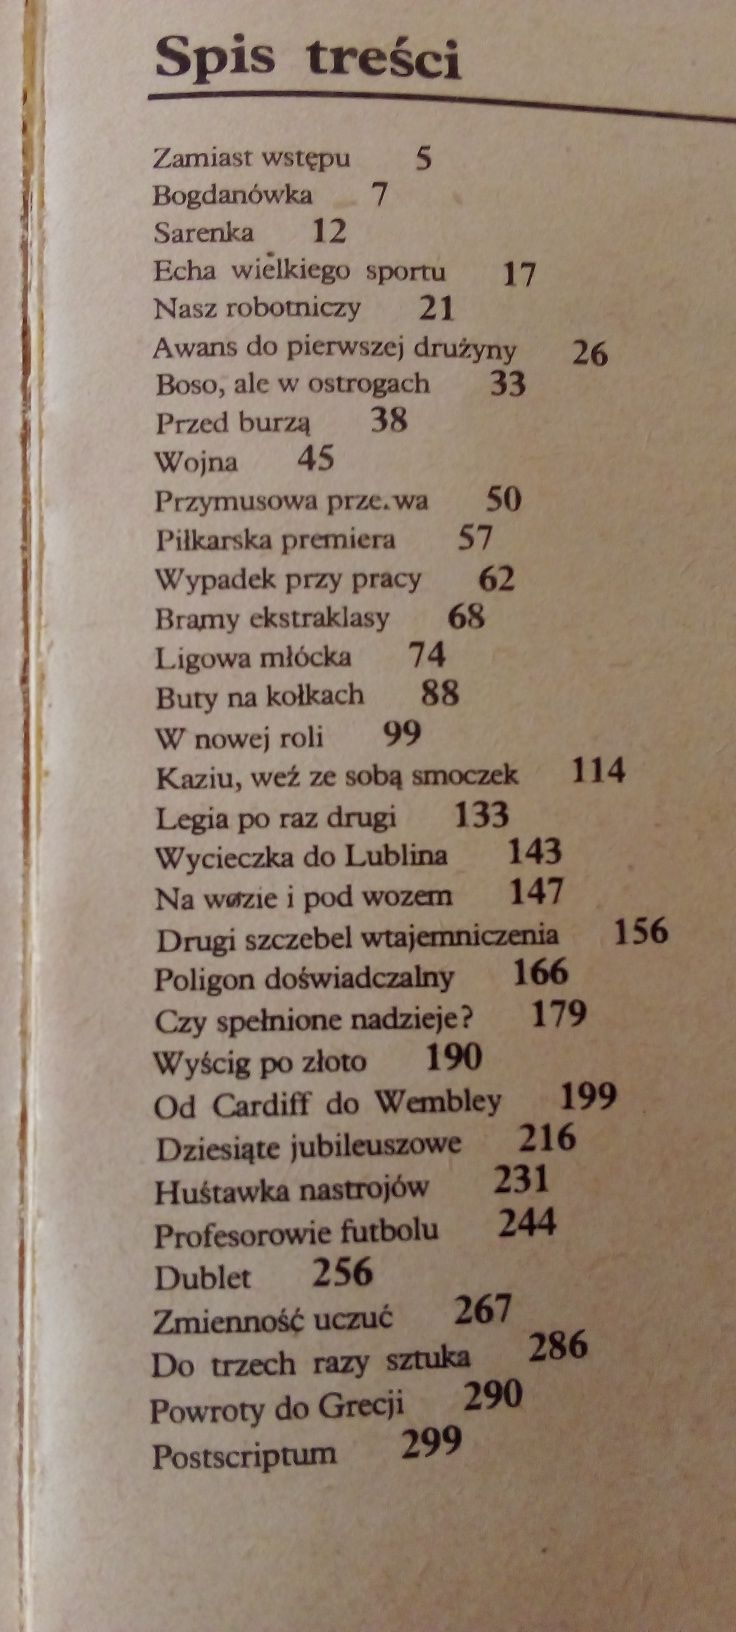 Spis treści
Zamiast wstępu 5
Bogdanówka 7
Sarenka 12
Echa wielkiego sportu 17
Nasz robotniczy 21
Awans do pierwszej drużyny 26
Boso, ale w ostrogach 33
Przed burzą 38
Wojna 45
Przymusowa prze.wa 50
Piłkarska premiera 57
Wypadek przy pracy 62
Bramy ekstraklasy 68
Ligowa młócka 74
Buty na kołkach 88
W nowej roli 99
Kaziu, weź ze sobą smoczek 114
Legia po raz drugi 133
Wycieczka do Lublina 143
Na wozie i pod wozem 147
Drugi szczebel wtajemniczenia 156
Poligon doświadczalny 166
Czy spełnione nadzieje? 179
Wyścig po złoto 190
Od Cardiff do Wembley 199
Dziesiąte jubileuszowe 216
Huśtawka nastrojów 231
Profesorowie futbolu 244
Dublet 256
Zmienność uczuć 267
Do trzech razy sztuka 286
Powroty do Grecji 290
Postscriptum 299